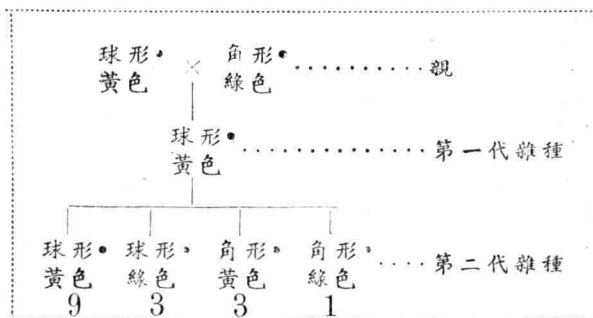 球形・ × 角形・ ············ 親
黃色 綠色
球形・ ·············· 第一代雜種
黃色
球形・ 球形・ 角形・ 角形・ ···· 第二代雜種
黃色 綠色 黃色 綠色
9 3 3 1